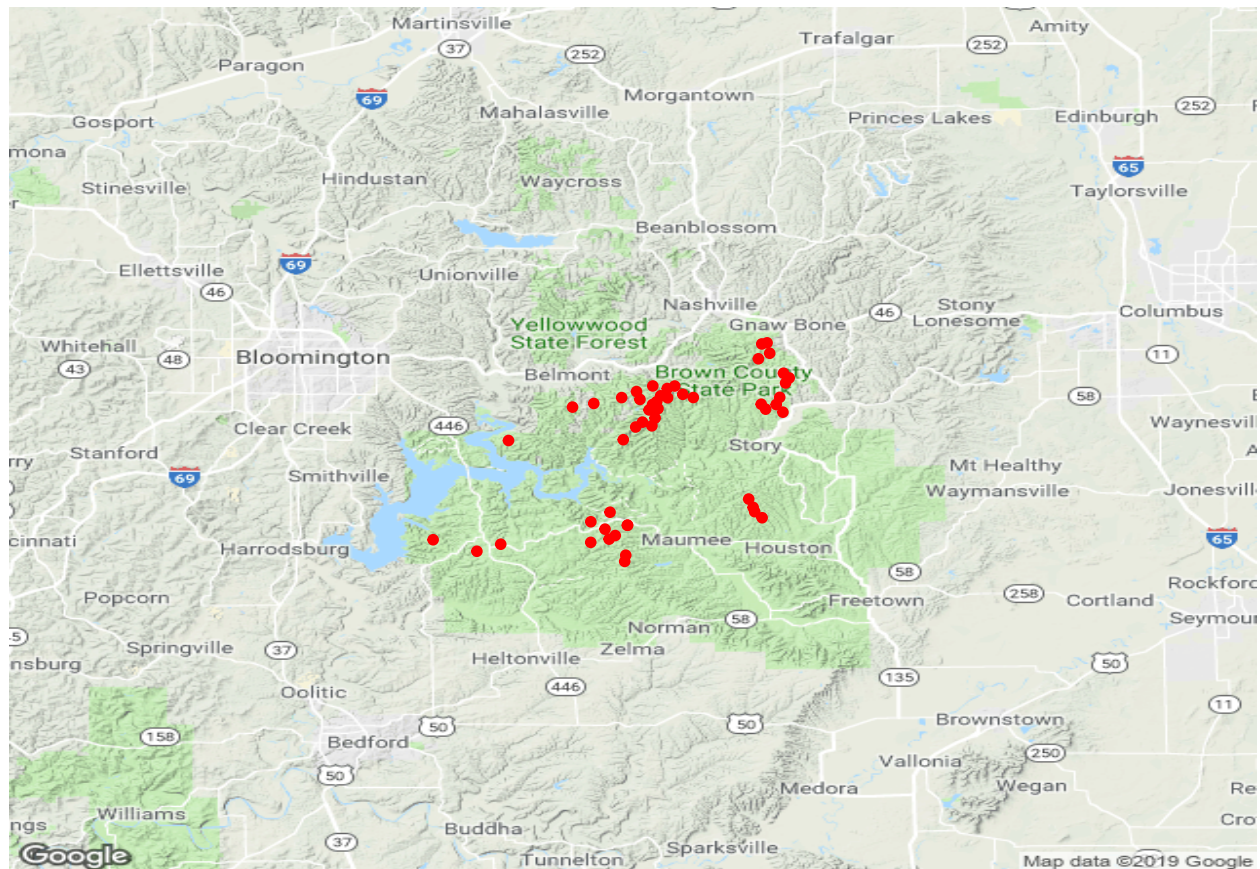 Martinsville
Amity
37
Trafalgar
252
252
Paragon
69
Morgantown
Mahalasville
Princes Lakes
Edinburgh
252
Gosport
mona
65
Hindustan
Waycross
Stinesville
Taylorsville
Beanblossom
69
Ellettsville
Unionville
46
Nashville
Stony
Lonesome
46
Columbus
Gnaw Bone
Yellowwood
State Forest
Whitehall
48
Bloomington
11
43
Belmont
Brown County
State Park
58
446
Clear Creek
Waynesvill
Stanford
Story
Smithville
Mt Healthy
69
Waymansville
Jonesville
cinnati
Harrodsburg
Maumee
Houston
65
58
Rockford
Popcorn
Freetown
258
Cortland
Seymour
58
Norman
Springville
37
Zelma
Heltonville
50
nsburg
Oolitic
446
135
11
50
50
158
Bedford
Brownstown
250
Vallonia
50
Medora
Wegan
Re
Williams
Cro
ngs
Buddha
37
Sparksville
Tunnelton
Google
Map data ©2019 Google